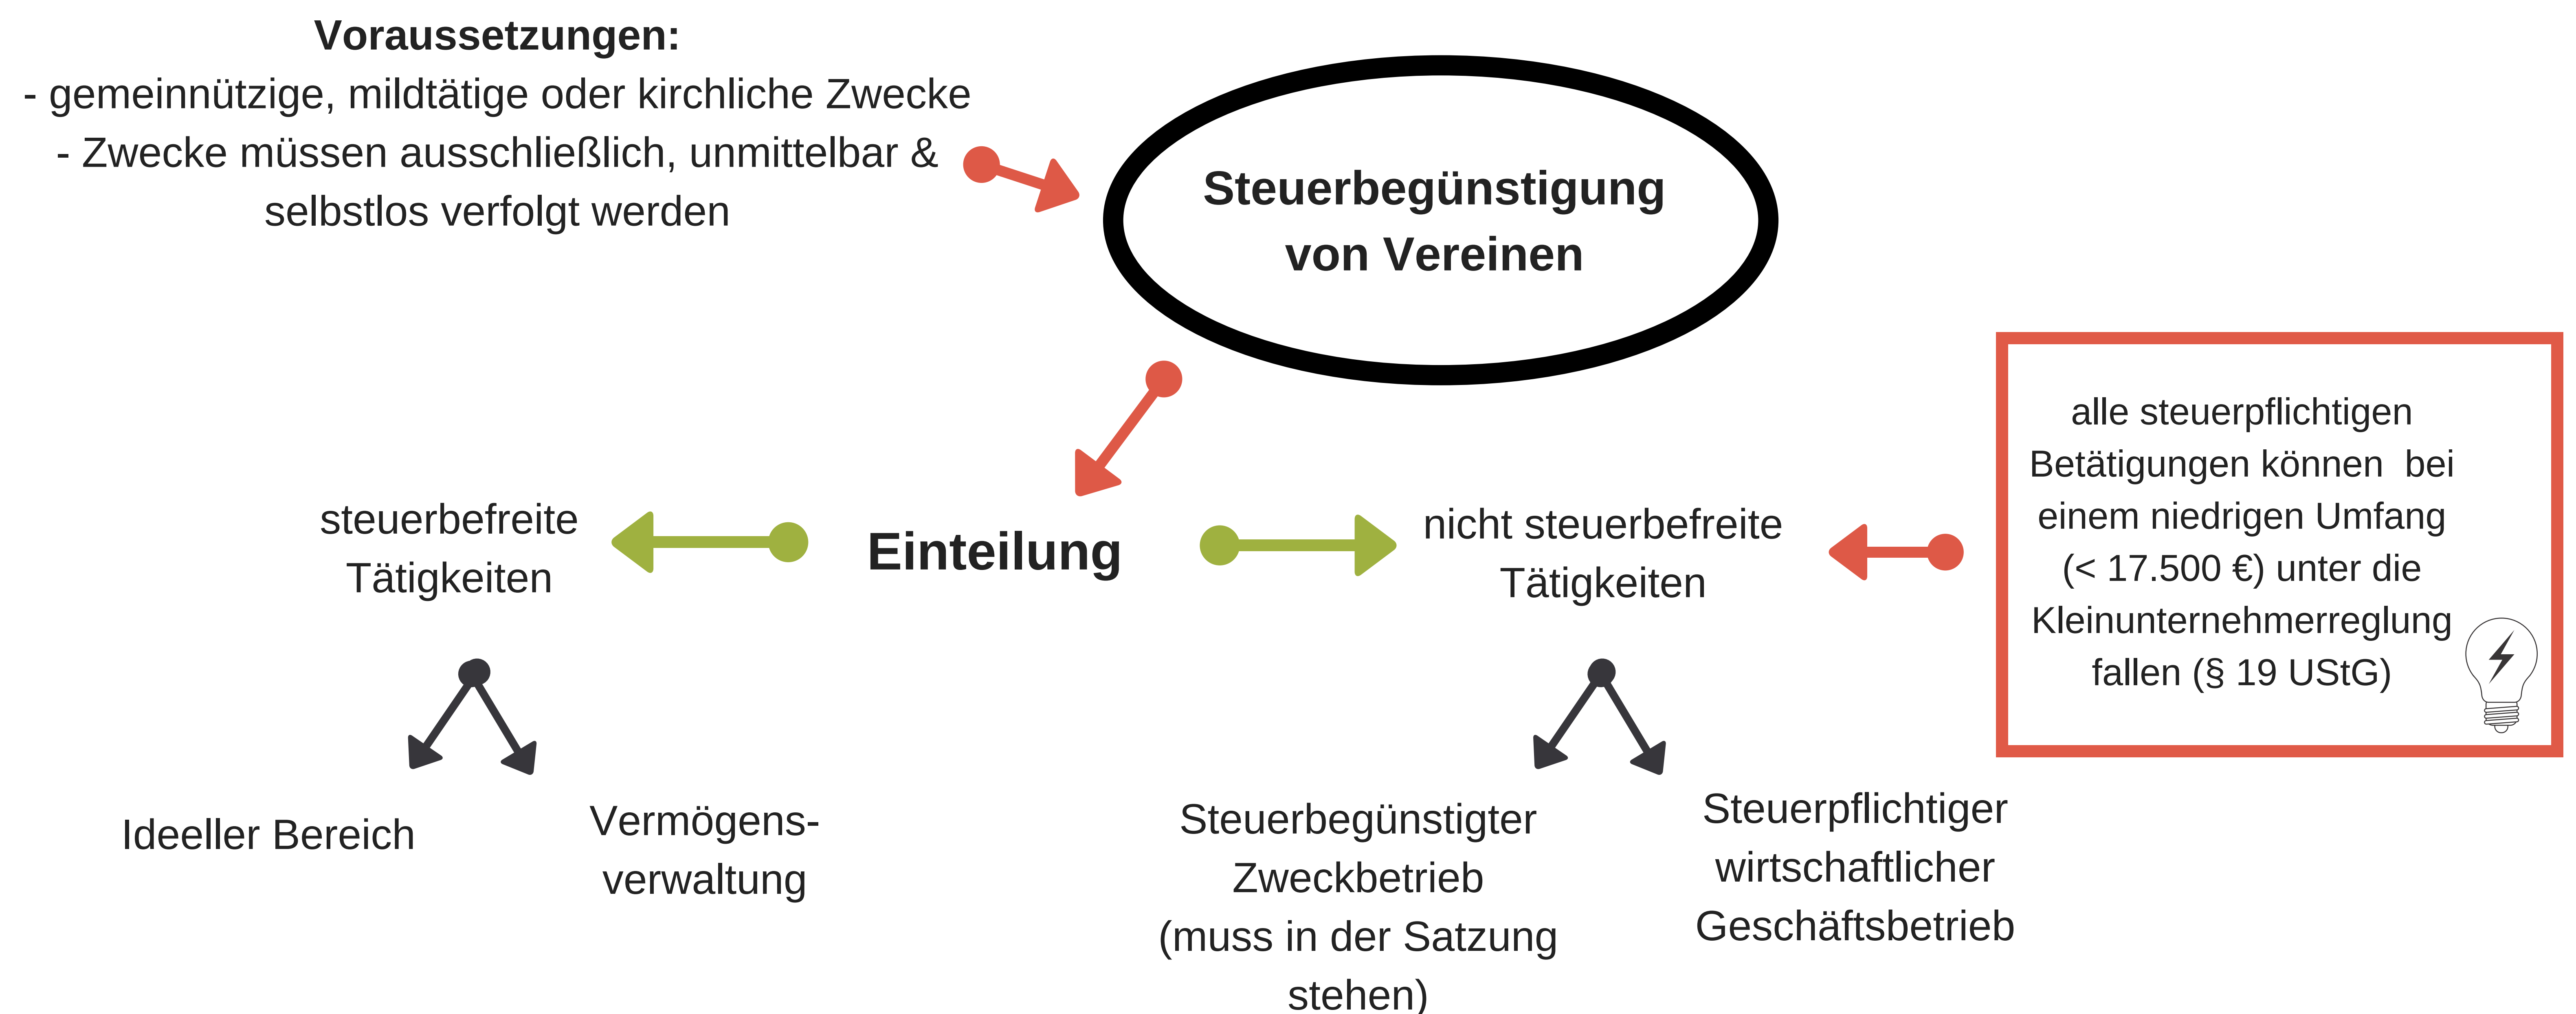 Voraussetzungen:
- gemeinnützige, mildtätige oder kirchliche Zwecke
- Zwecke müssen ausschließlich, unmittelbar &
selbstlos verfolgt werden
Steuerbegünstigung
von Vereinen
Einteilung
steuerbefreite
Tätigkeiten
Ideeller Bereich
Vermögens-
verwaltung
nicht steuerbefreite
Tätigkeiten
Steuerbegünstigter
Zweckbetrieb
(muss in der Satzung
stehen)
Steuerpflichtiger
wirtschaftlicher
Geschäftsbetrieb
alle steuerpflichtigen
Betätigungen können  bei
einem niedrigen Umfang
(< 17.500 €) unter die
Kleinunternehmerreglung
fallen (§ 19 UStG)